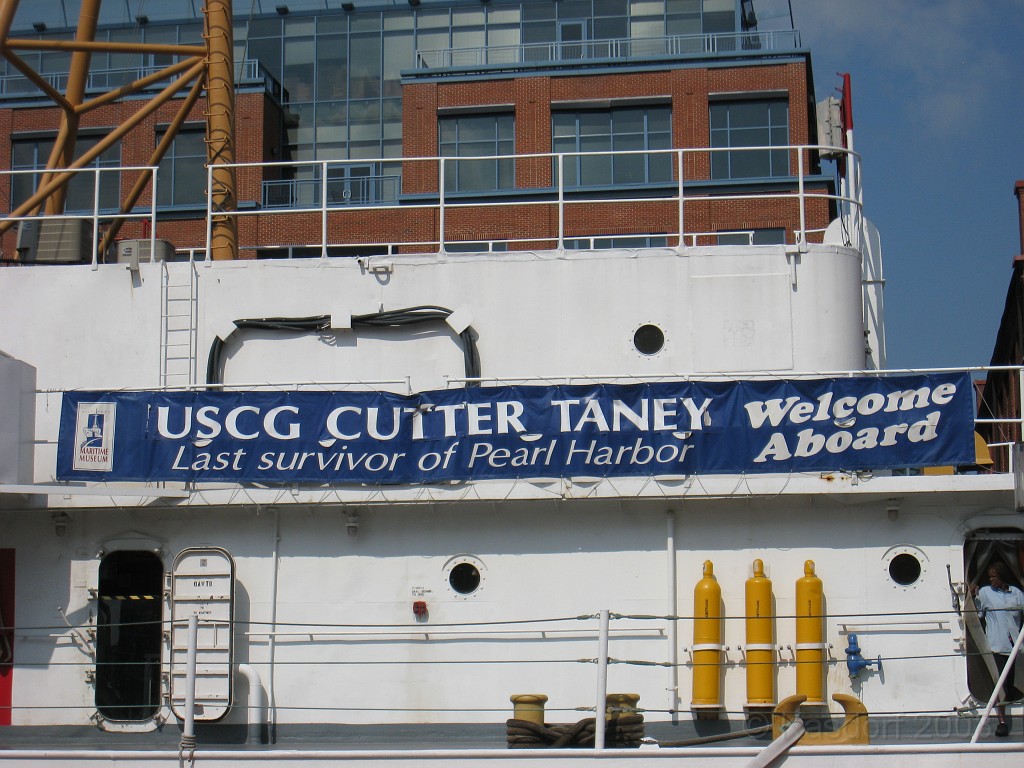 USCG CUTTER TANEY
Last survivor of Pearl Harbor
Welcome
Aboard
MARITIME
MUSEUM